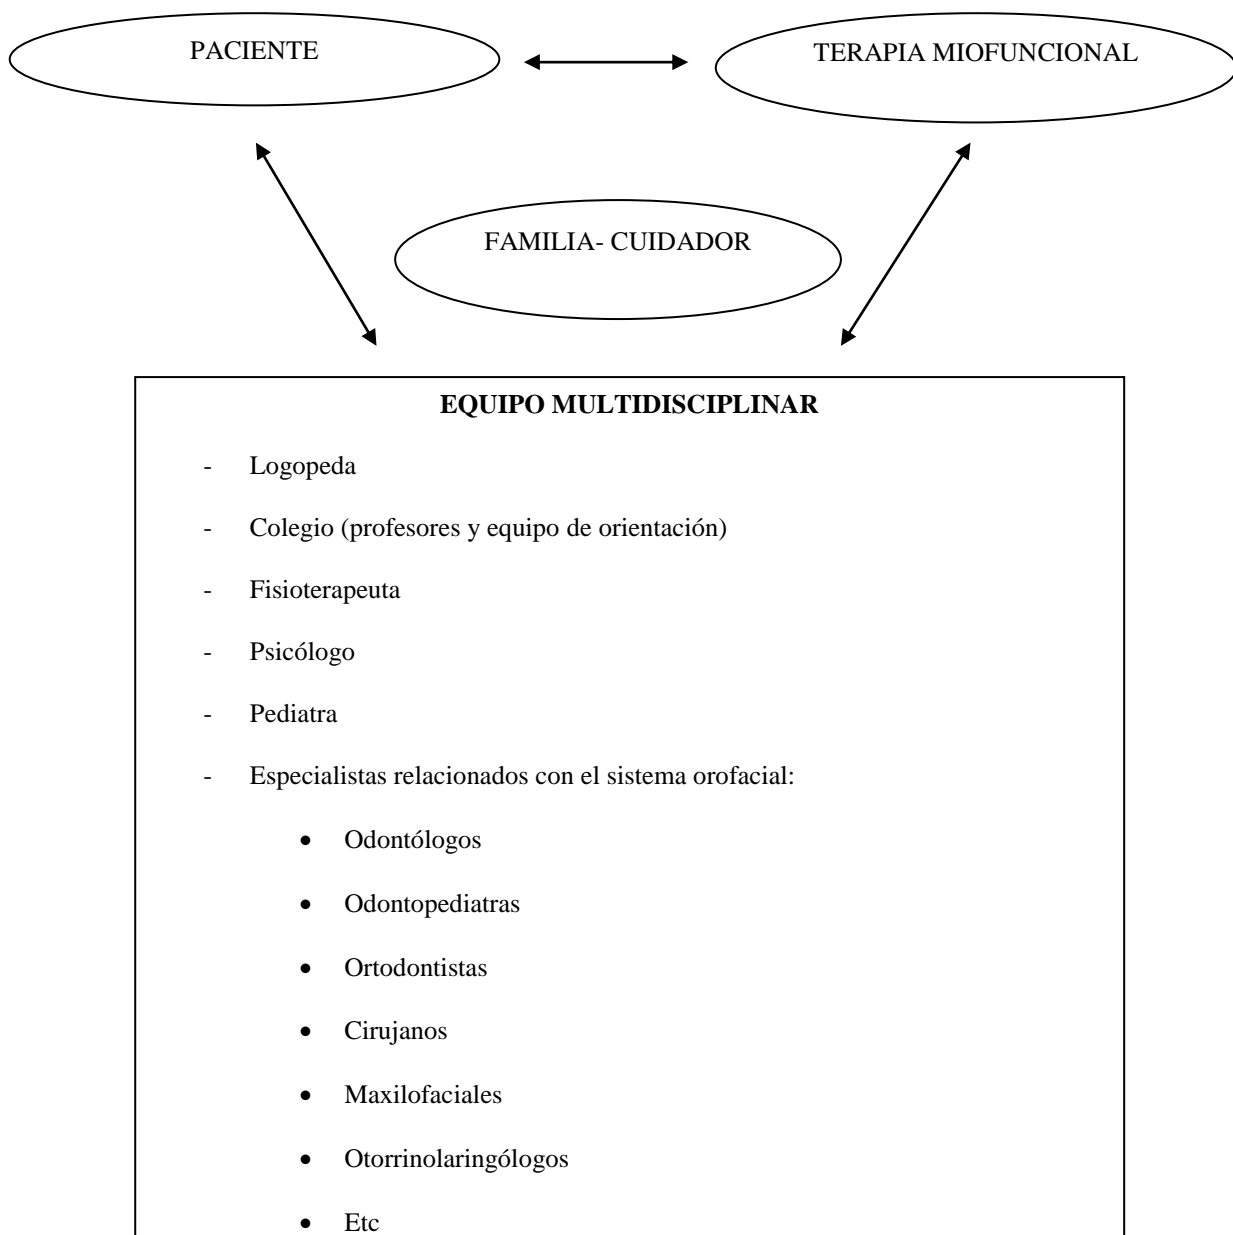 PACIENTE
TERAPIA MIOFUNCIONAL
FAMILIA- CUIDADOR
EQUIPO MULTIDISCIPLINAR
- Logopeda
- Colegio (profesores y equipo de orientación)
- Fisioterapeuta
- Psicólogo
- Pediatra
- Especialistas relacionados con el sistema orofacial:
• Odontólogos
• Odontopediatras
• Ortodontistas
• Cirujanos
• Maxilofaciales
• Otorrinolaringólogos
• Etc